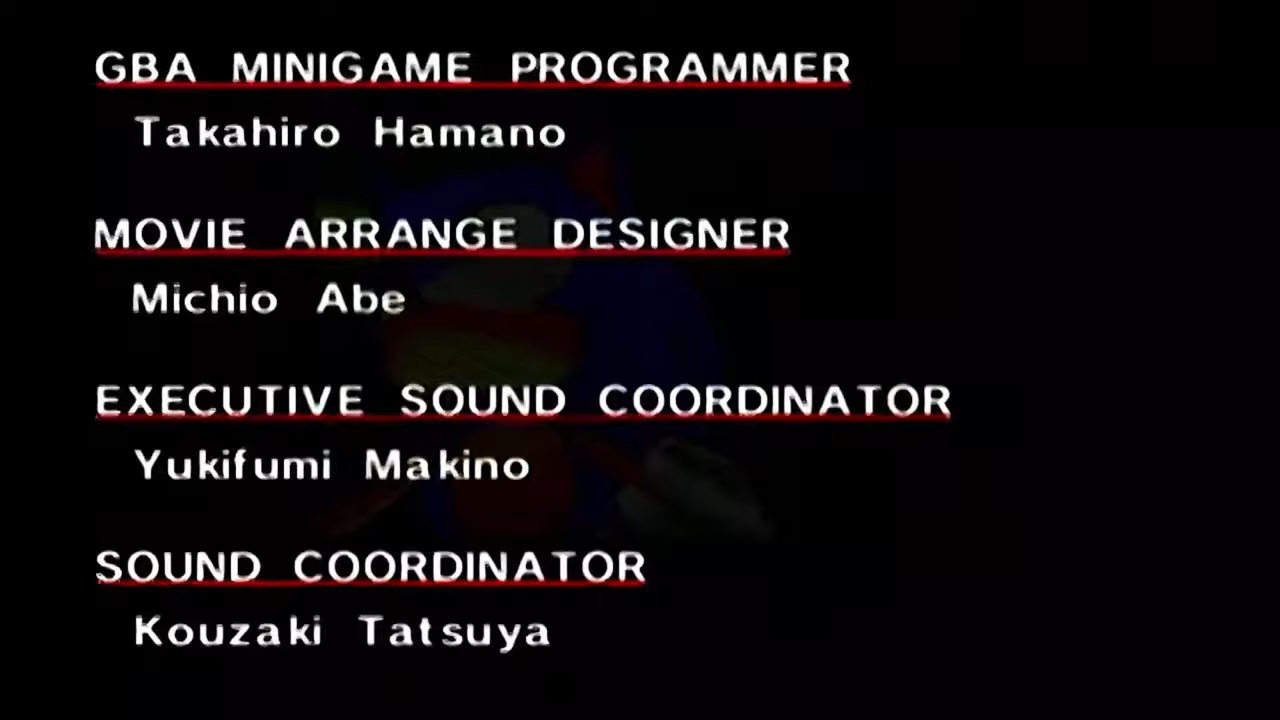 GBA MINIGAME PROGRAMMER
Takahiro Hamano
MOVIE ARRANGE DESIGNER
Michio Abe
EXECUTIVE SOUND COORDINATOR
Yukifumi Makino
SOUND COORDINATOR
Kouzaki Tatsuya